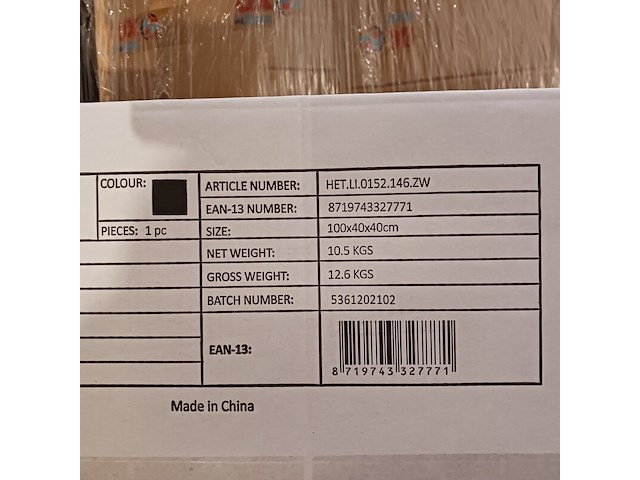 COLOUR:
PIECES: 1 pc
ARTICLE NUMBER: HET.LI.0152.146.ZW
EAN-13 NUMBER: 8719743327771
SIZE: 100x40x40cm
NET WEIGHT: 10.5 KGS
GROSS WEIGHT: 12.6 KGS
BATCH NUMBER: 5361202102
EAN-13:
8 719743 327771
Made in China